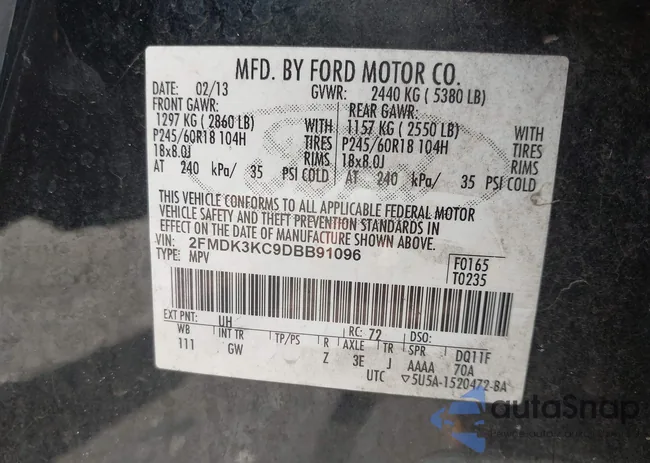 MFD. BY FORD MOTOR CO.
DATE: 02/13 GVWR: 2440 KG ( 5380 LB)
FRONT GAWR: REAR GAWR:
1297 KG ( 2860 LB) WITH 1157 KG ( 2550 LB) WITH
P245/60R18 104H TIRES P245/60R18 104H TIRES
18x8.0J RIMS 18x8.0J RIMS
AT 240 kPa/ 35 PSI COLD AT 240 kPa/ 35 PSI COLD
THIS VEHICLE CONFORMS TO ALL APPLICABLE FEDERAL MOTOR
VEHICLE SAFETY AND THEFT PREVENTION STANDARDS IN
EFFECT ON THE DATE OF MANUFACTURE SHOWN ABOVE.
VIN: 2FMDK3KC9DBB91096
TYPE: MPV
F0165
T0235
EXT PNT: UH RC: 72 DSO:
WB INT TR TP/PS R AXLE TR SPR DQ11F
111 GW Z 3E J AAAA 70A
UTC ▽5U5A-1520472-BA
autoSnap